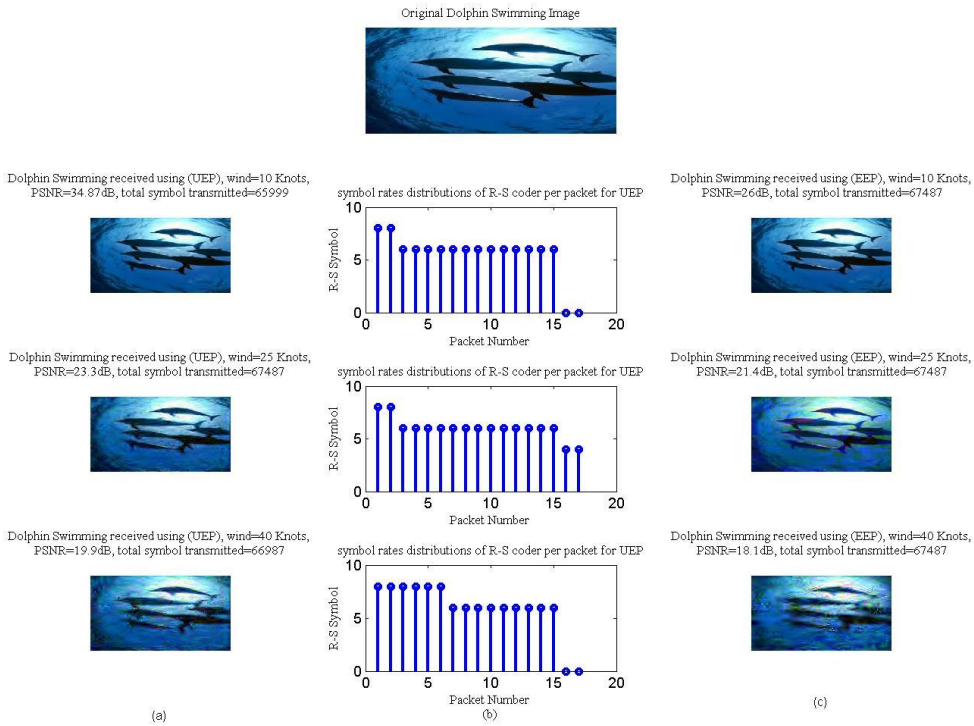 Original Dolphin Swimming Image
Dolphin Swimming received using (UEP), wind=10 Knots,
PSNR=34.87dB, total symbol transmitted=65999
symbol rates distributions of R-S coder per packet for UEP
10
5
0
R-S Symbol
0 5 10 15 20
Packet Number
Dolphin Swimming received using (EEP), wind=10 Knots,
PSNR=26dB, total symbol transmitted=67487
Dolphin Swimming received using (UEP), wind=25 Knots,
PSNR=23.3dB, total symbol transmitted=67487
symbol rates distributions of R-S coder per packet for UEP
10
5
0
R-S Symbol
0 5 10 15 20
Packet Number
Dolphin Swimming received using (EEP), wind=25 Knots,
PSNR=21.4dB, total symbol transmitted=67487
Dolphin Swimming received using (UEP), wind=40 Knots,
PSNR=19.9dB, total symbol transmitted=66987
symbol rates distributions of R-S coder per packet for UEP
10
5
0
R-S Symbol
0 5 10 15 20
Packet Number
Dolphin Swimming received using (EEP), wind=40 Knots,
PSNR=18.1dB, total symbol transmitted=67487
(a)
(b)
(c)